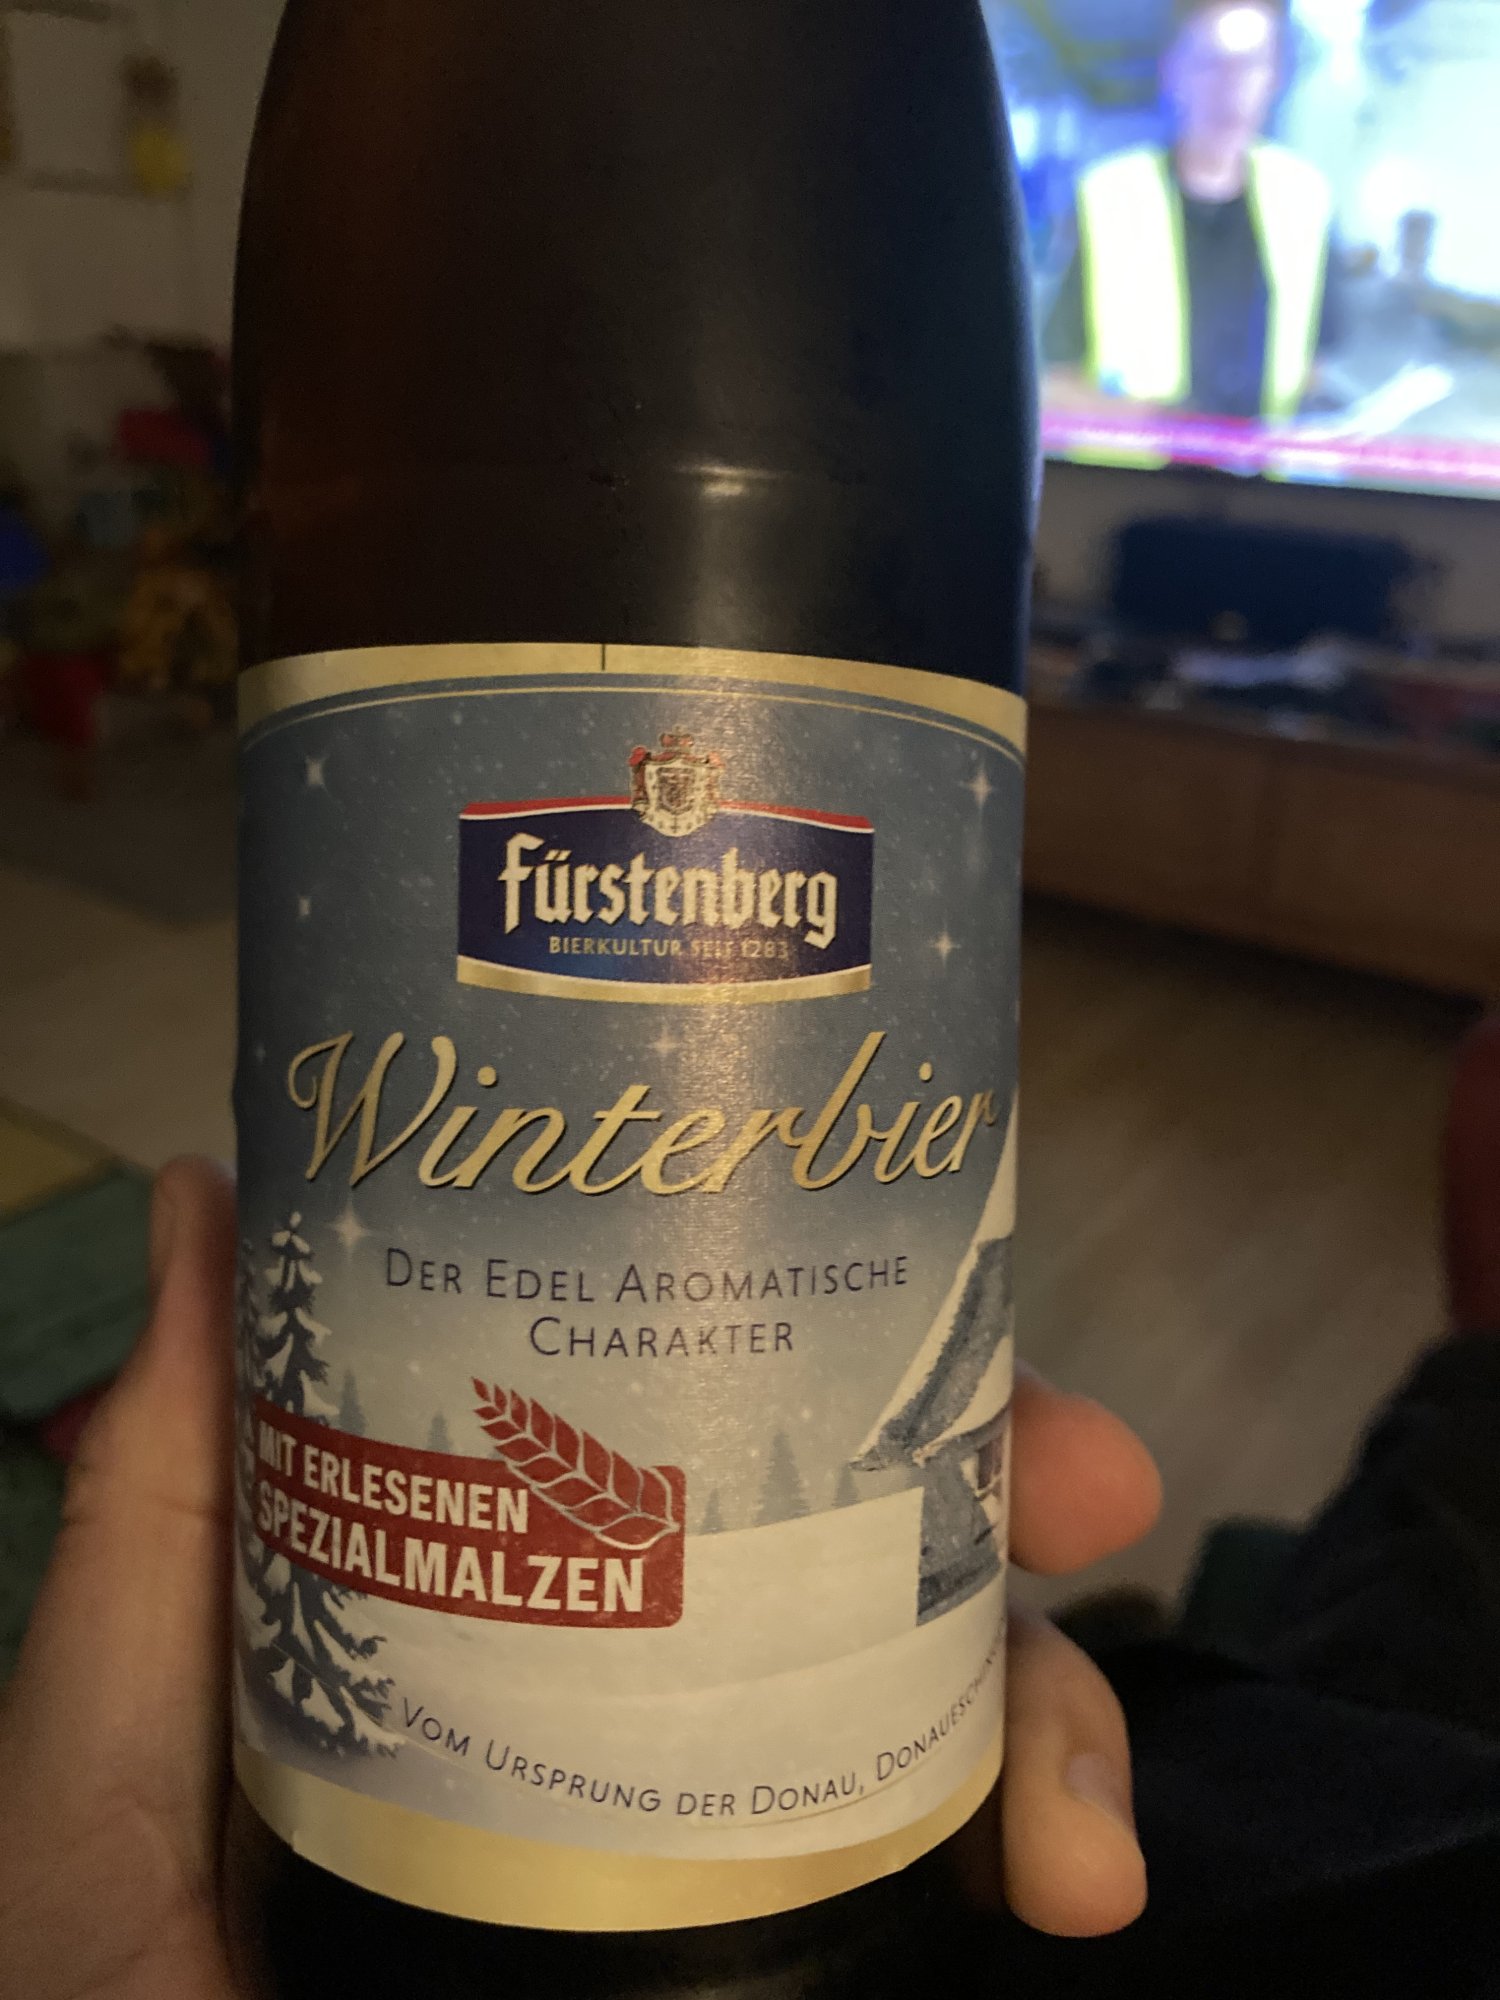 Fürstenberg
BIERKULTUR SEIT 1283
Winterbier
DER EDEL AROMATISCHE
CHARAKTER
MIT ERLESENEN
SPEZIALMALZEN
VOM URSPRUNG DER DONAU,